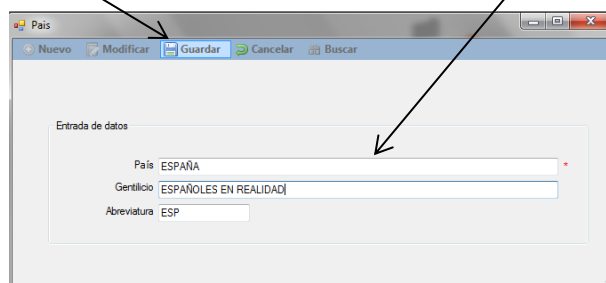 Pais
Nuevo Modificar Guardar Cancelar Buscar
Entrada de datos
País ESPAÑA *
Gentilicio ESPAÑOLES EN REALIDAD
Abreviatura ESP